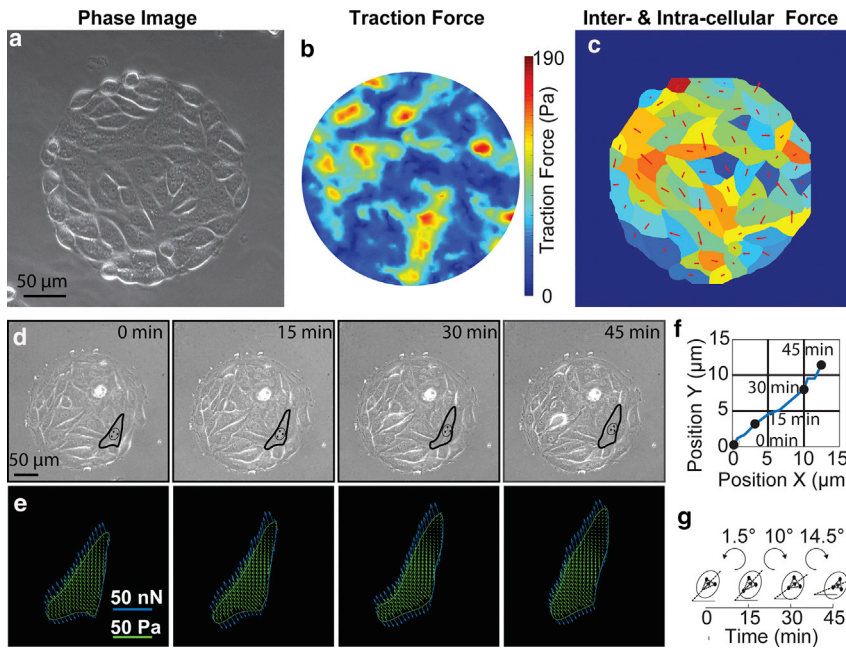 Phase Image
Traction Force
Inter- & Intra-cellular Force
a
50 µm
b
190
Traction Force (Pa)
0
c
d
0 min
15 min
30 min
45 min
50 µm
e
50 nN
50 Pa
f
15
10
5
0
Position Y (µm)
45 min
30 min
15 min
0 min
0
5
10
15
Position X (µm)
g
1.5°
10°
14.5°
0
15
30
45
Time (min)